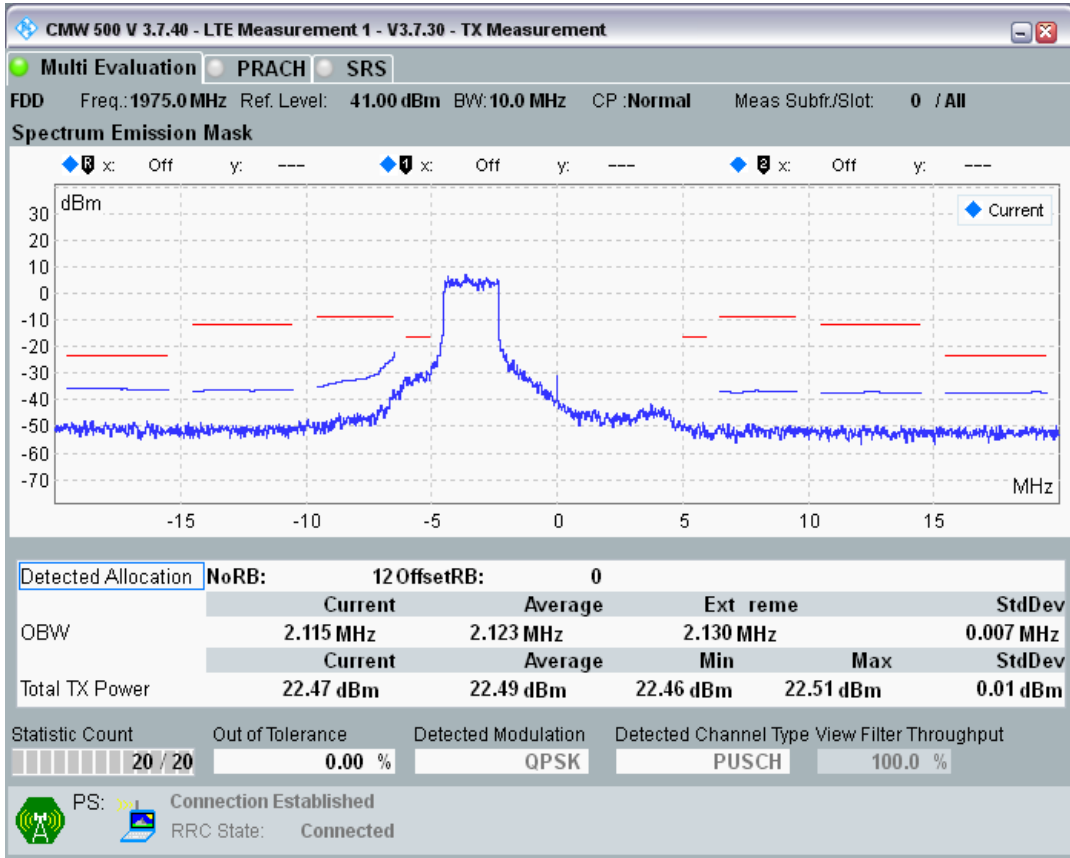 CMW 500 V 3.7.40 - LTE Measurement 1 - V3.7.30 - TX Measurement
Multi Evaluation PRACH SRS
FDD Freq.: 1975.0 MHz Ref. Level: 41.00 dBm BW: 10.0 MHz CP :Normal Meas Subfr./Slot: 0 / All
Spectrum Emission Mask
R x: Off y: --- 1 x: Off y: --- 2 x: Off y: ---
dBm
Current
30
20
10
0
-10
-20
-30
-40
-50
-60
-70
MHz
-15 -10 -5 0 5 10 15
Detected Allocation NoRB: 12 OffsetRB: 0
Current Average Ext reme StdDev
OBW 2.115 MHz 2.123 MHz 2.130 MHz 0.007 MHz
Current Average Min Max StdDev
Total TX Power 22.47 dBm 22.49 dBm 22.46 dBm 22.51 dBm 0.01 dBm
Statistic Count Out of Tolerance Detected Modulation Detected Channel Type View Filter Throughput
20 / 20 0.00 % QPSK PUSCH 100.0 %
PS: Connection Established
RRC State: Connected